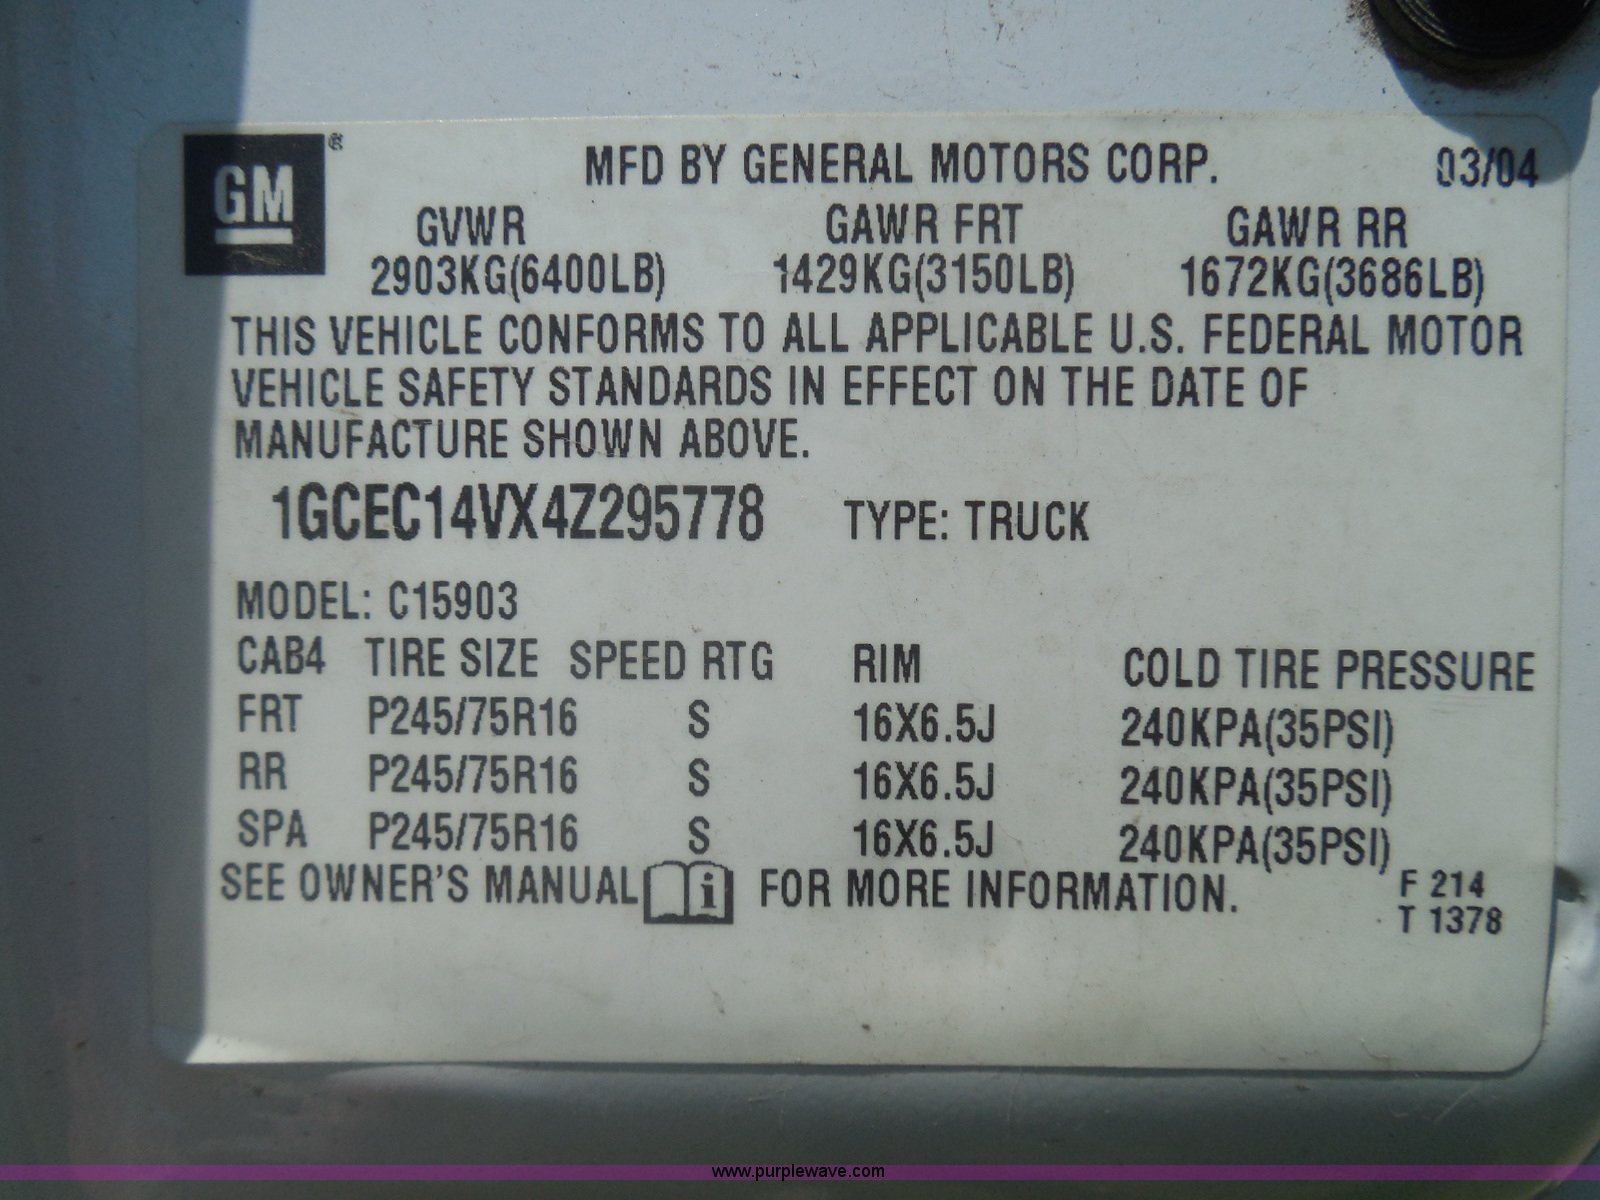 GM®
MFD BY GENERAL MOTORS CORP. 03/04
GVWR GAWR FRT GAWR RR
2903KG(6400LB) 1429KG(3150LB) 1672KG(3686LB)
THIS VEHICLE CONFORMS TO ALL APPLICABLE U.S. FEDERAL MOTOR
VEHICLE SAFETY STANDARDS IN EFFECT ON THE DATE OF
MANUFACTURE SHOWN ABOVE.
1GCEC14VX4Z295778 TYPE: TRUCK
MODEL: C15903
CAB4 TIRE SIZE SPEED RTG RIM COLD TIRE PRESSURE
FRT P245/75R16 S 16X6.5J 240KPA(35PSI)
RR P245/75R16 S 16X6.5J 240KPA(35PSI)
SPA P245/75R16 S 16X6.5J 240KPA(35PSI)
SEE OWNER'S MANUAL i FOR MORE INFORMATION.
F 214
T 1378
www.purplewave.com